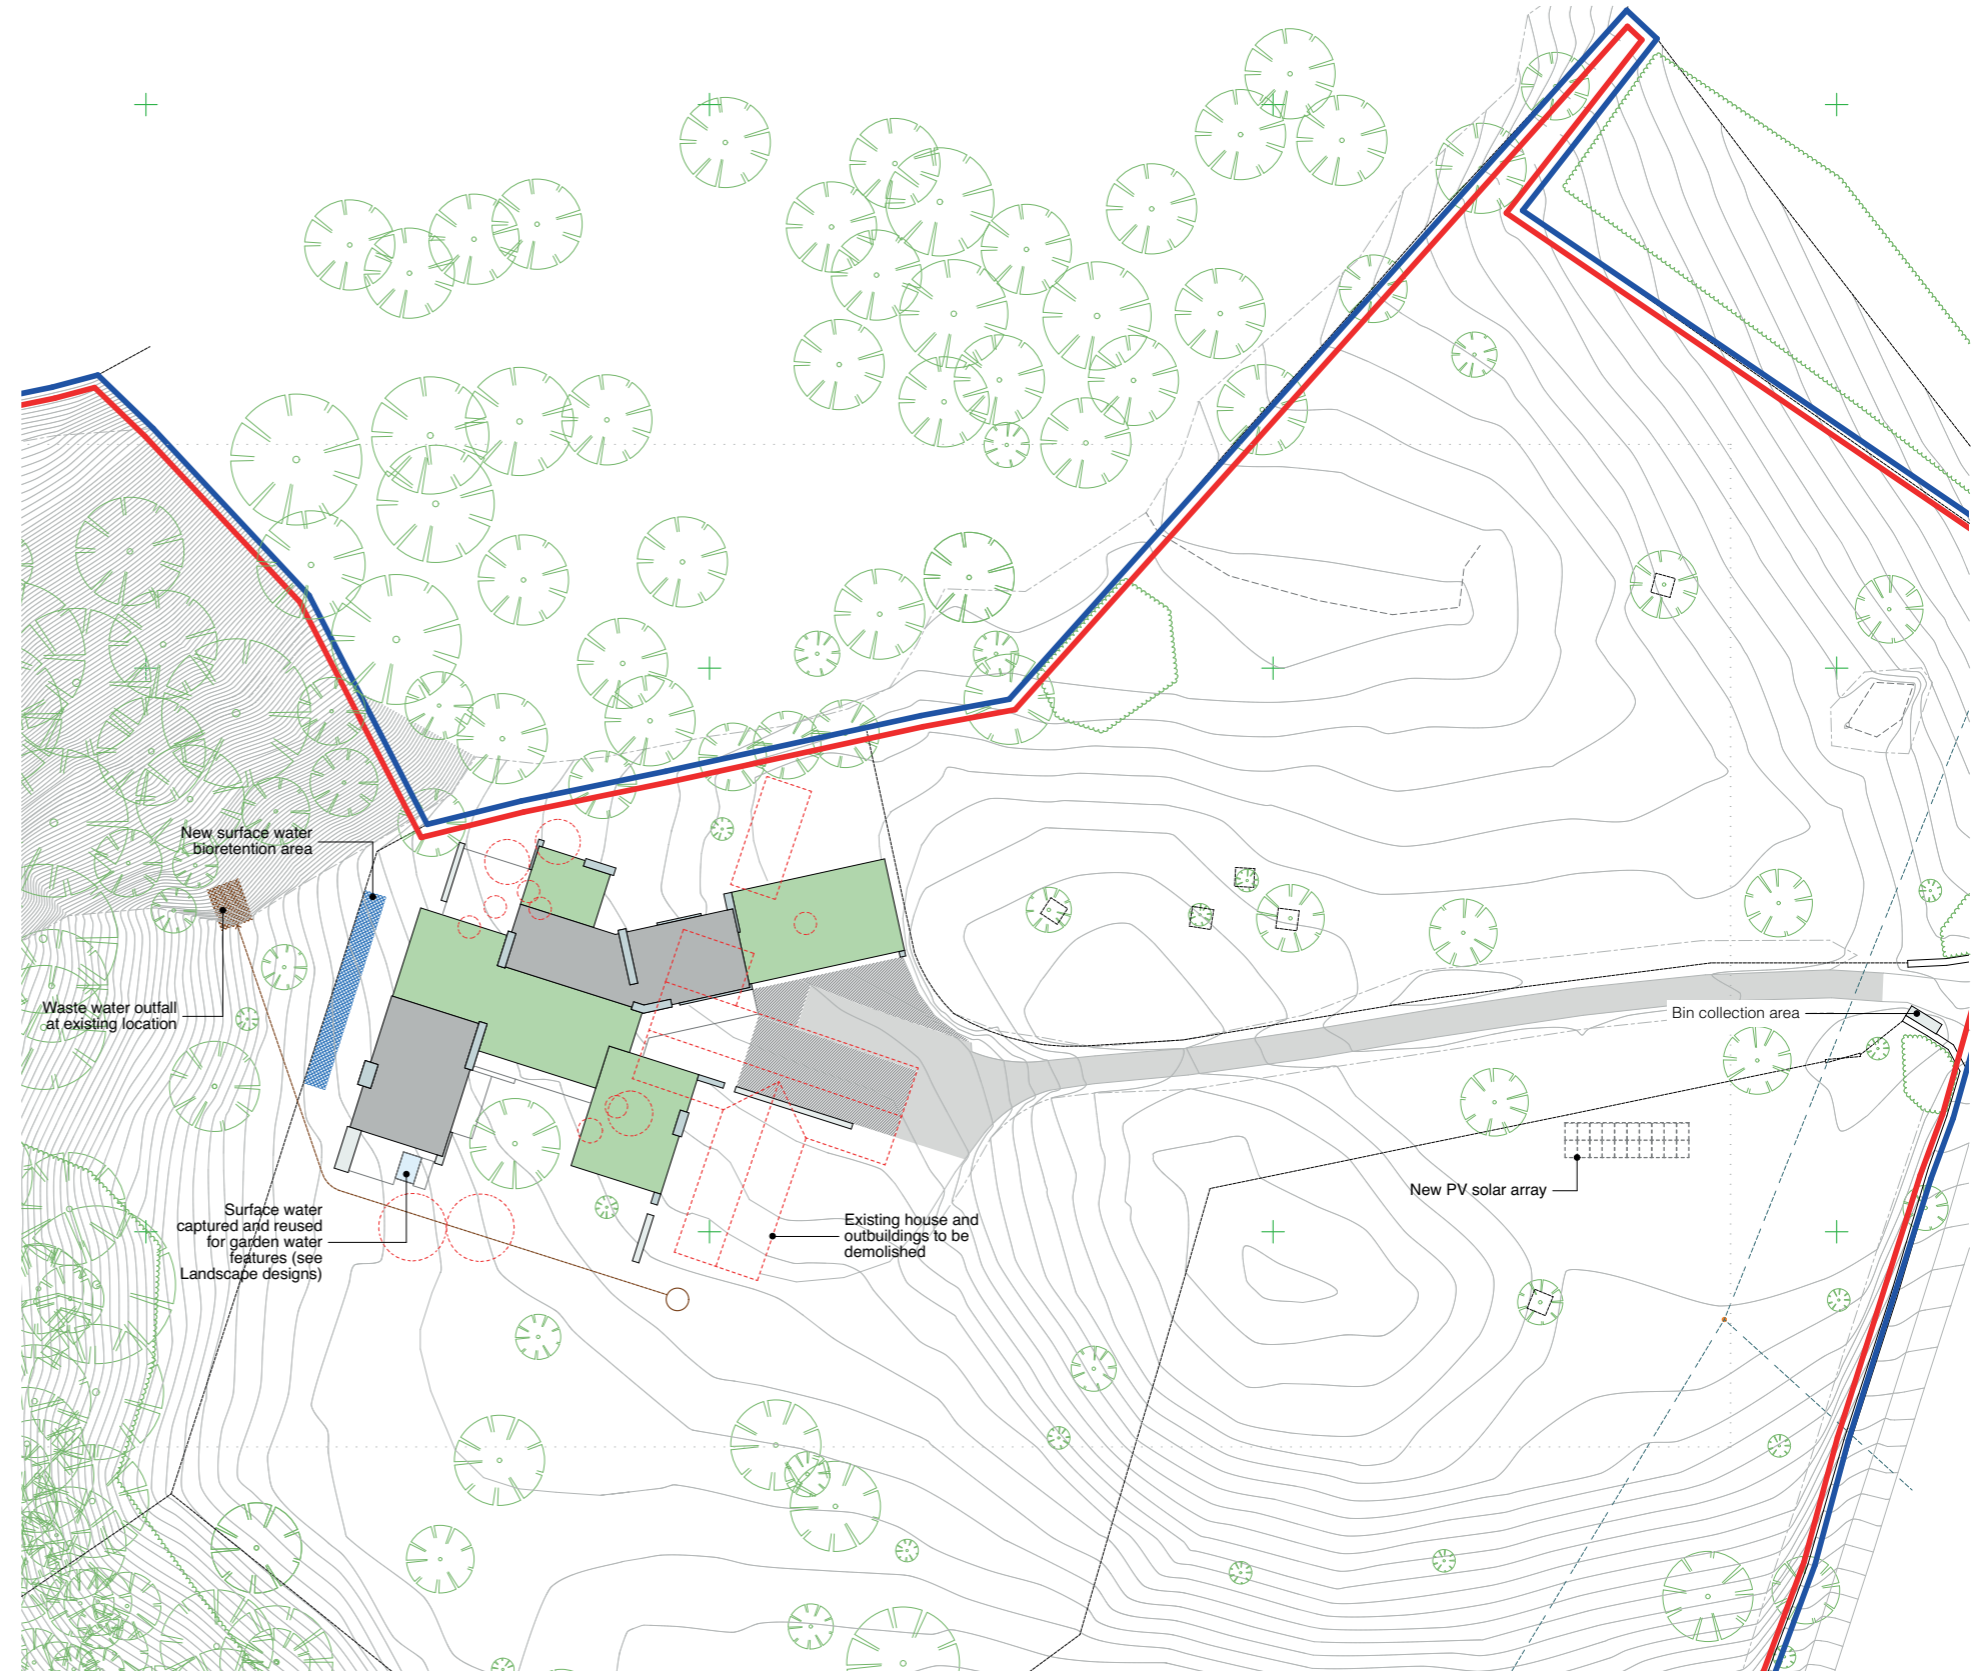 New surface water
bioretention area
Waste water outfall
at existing location
Bin collection area
New PV solar array
Surface water
captured and reused
for garden water
features (see
Landscape designs)
Existing house and
outbuildings to be
demolished